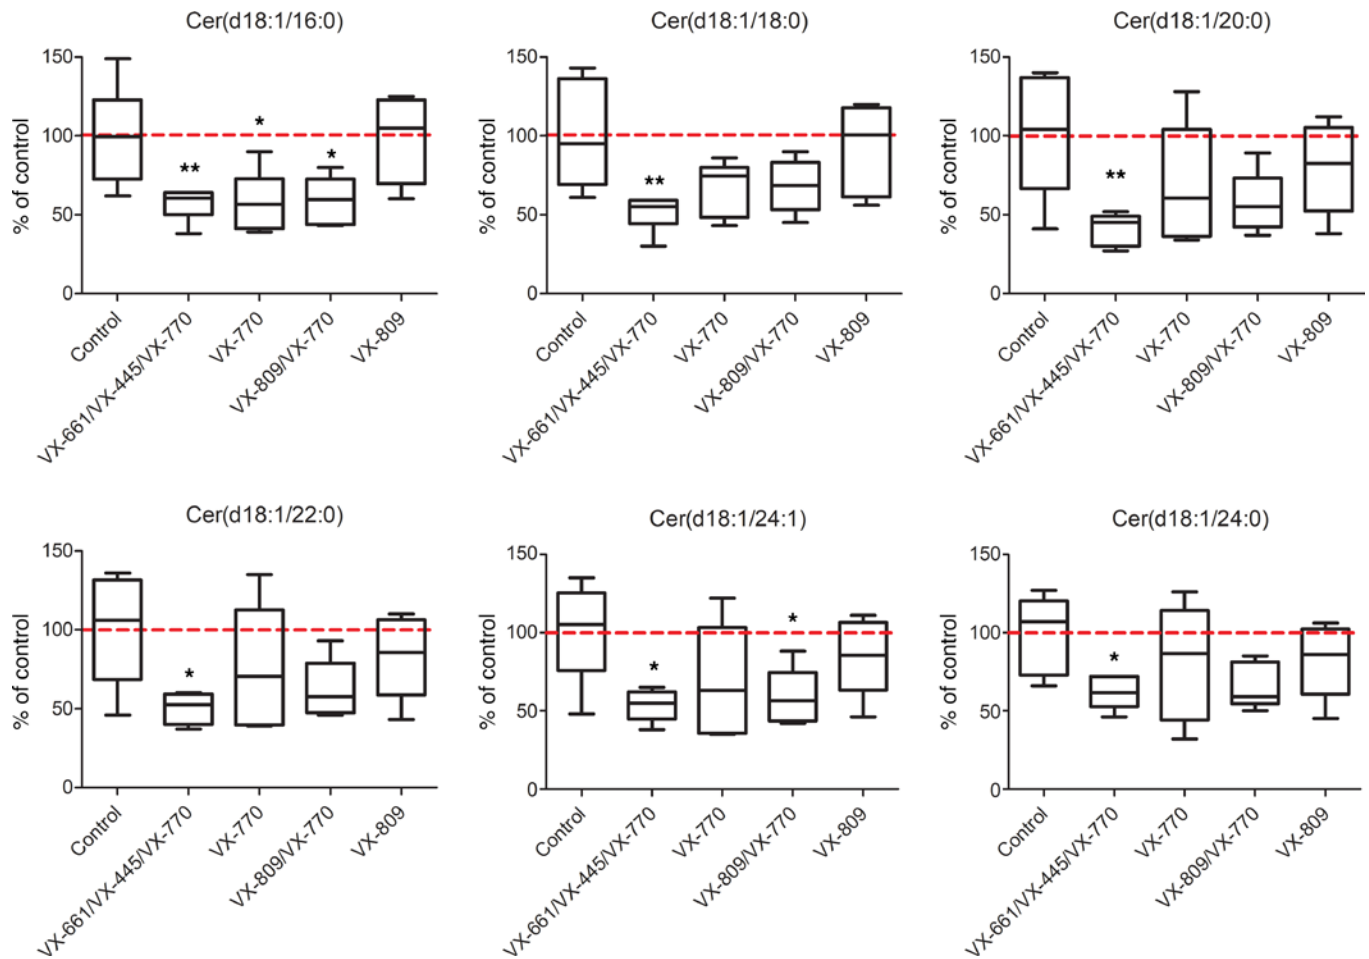 Cer(d18:1/16:0)
% of control
150
100
50
0
**
*
*
Control
VX-661/VX-445/VX-770
VX-770
VX-809/VX-770
VX-809
Cer(d18:1/18:0)
% of control
150
100
50
0
**
Control
VX-661/VX-445/VX-770
VX-770
VX-809/VX-770
VX-809
Cer(d18:1/20:0)
% of control
150
100
50
0
**
Control
VX-661/VX-445/VX-770
VX-770
VX-809/VX-770
VX-809
Cer(d18:1/22:0)
% of control
150
100
50
0
*
Control
VX-661/VX-445/VX-770
VX-770
VX-809/VX-770
VX-809
Cer(d18:1/24:1)
% of control
150
100
50
0
*
*
Control
VX-661/VX-445/VX-770
VX-770
VX-809/VX-770
VX-809
Cer(d18:1/24:0)
% of control
150
100
50
0
*
Control
VX-661/VX-445/VX-770
VX-770
VX-809/VX-770
VX-809